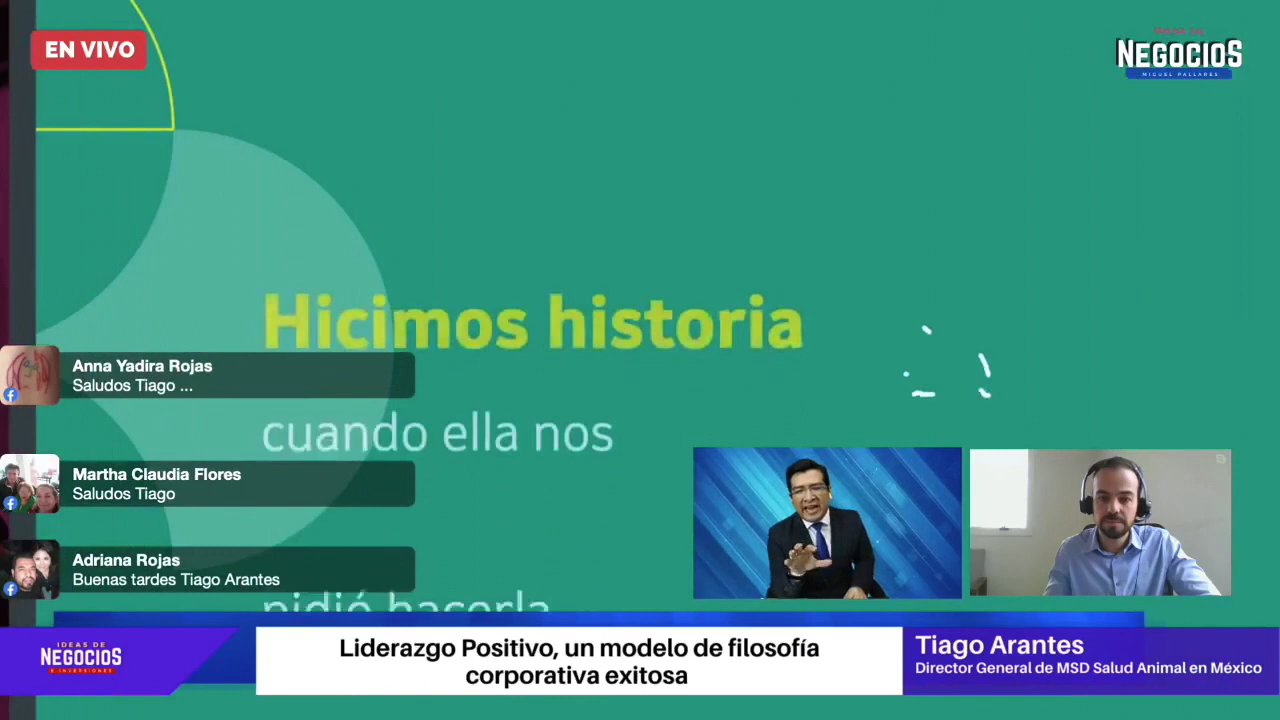 EN VIVO
NEGOCIOS
MIGUEL PALLARES
Hicimos historia
Anna Yadira Rojas
Saludos Tiago ...
cuando ella nos
Martha Claudia Flores
Saludos Tiago
Adriana Rojas
Buenas tardes Tiago Arantes
pidió hacerla
IDEAS DE
NEGOCIOS
E INVERSIONES
Liderazgo Positivo, un modelo de filosofía
corporativa exitosa
Tiago Arantes
Director General de MSD Salud Animal en México